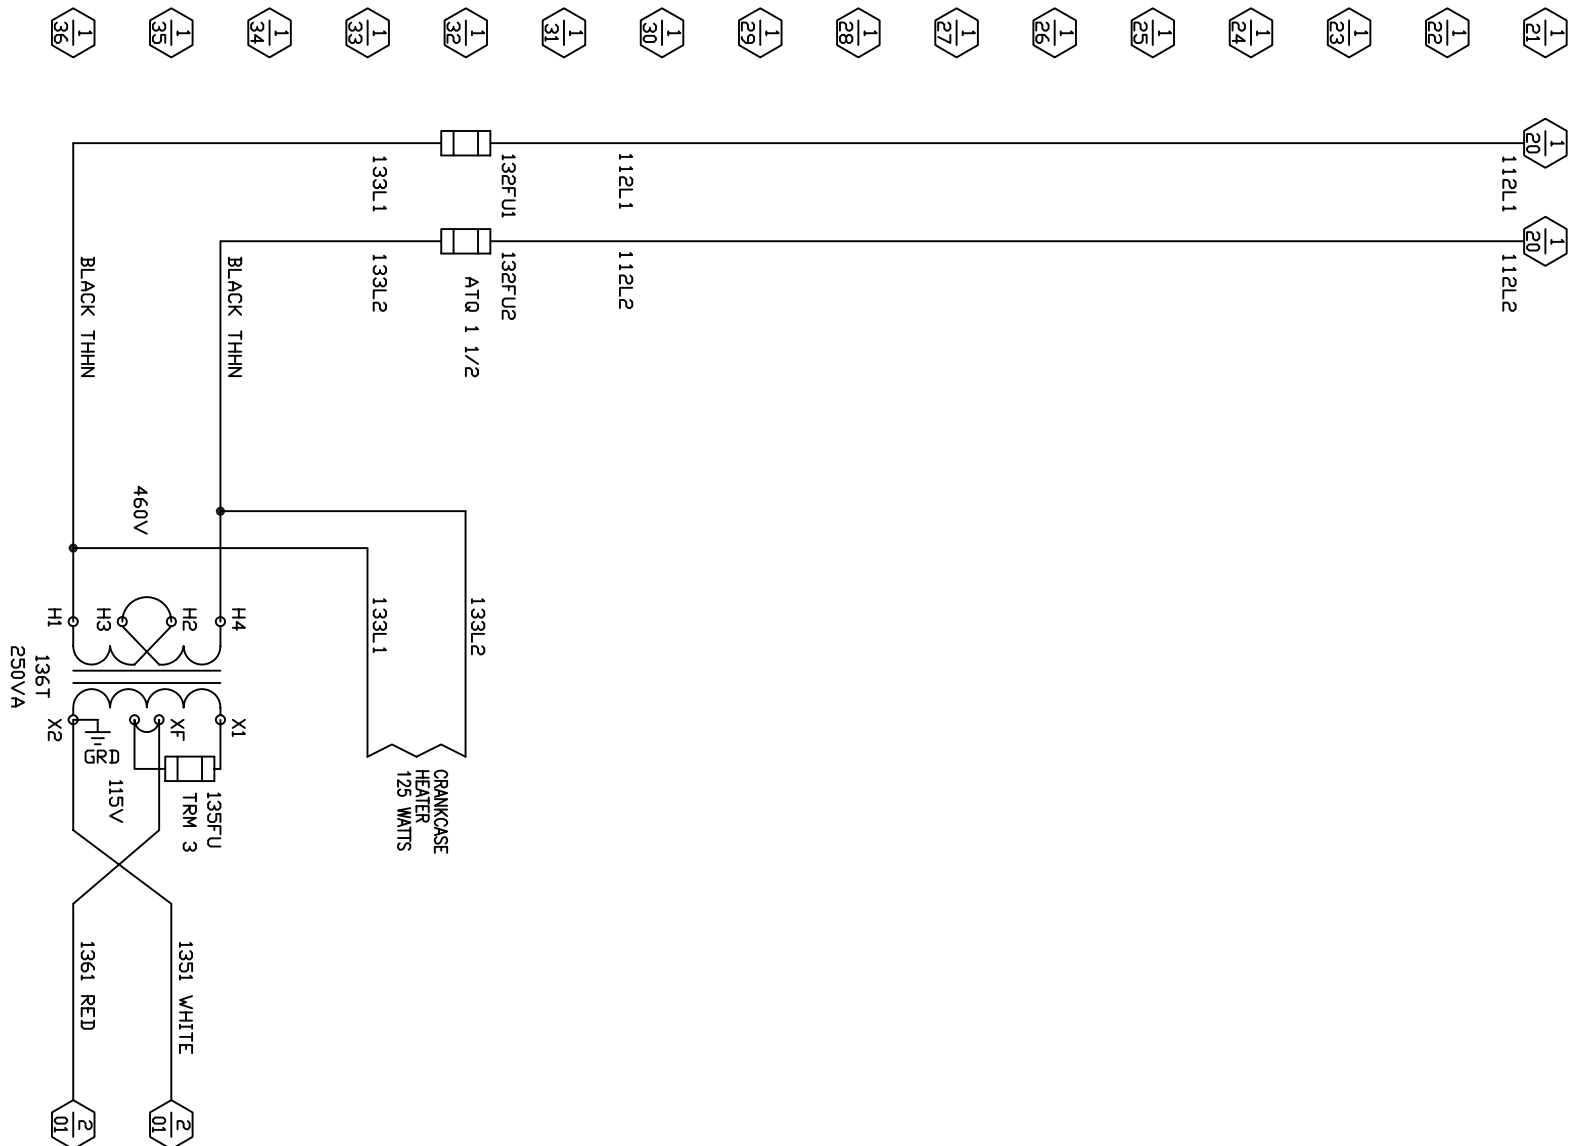 1
21
1
20
1
20
112L1 112L2
1
22
1
23
1
24
1
25
1
26
1
27
1
28
1
29
1
30
112L1 112L2
1
31
132FU1 132FU2
1
32
ATQ 1 1/2
133L2
CRANKCASE
HEATER
125 WATTS
133L1 133L2 133L1
1
33
1
34
BLACK THHN
H4 X1
135FU
TRM 3
H2 XF
1351 WHITE
1
35
2
01
460V
115V
H3 GRD
BLACK THHN
1361 RED
1
36
2
01
H1 X2
136T
250VA